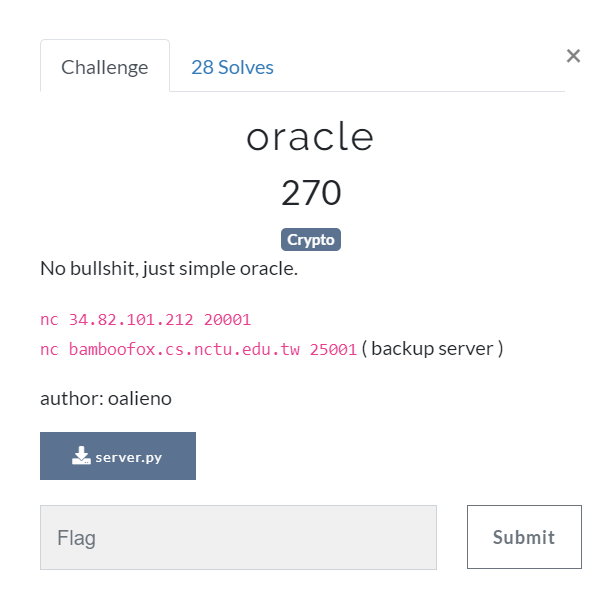 Challenge
28 Solves
×
oracle
270
Crypto
No bullshit, just simple oracle.
nc 34.82.101.212 20001
nc bamboofox.cs.nctu.edu.tw 25001 ( backup server )
author: oalieno
server.py
Flag
Submit